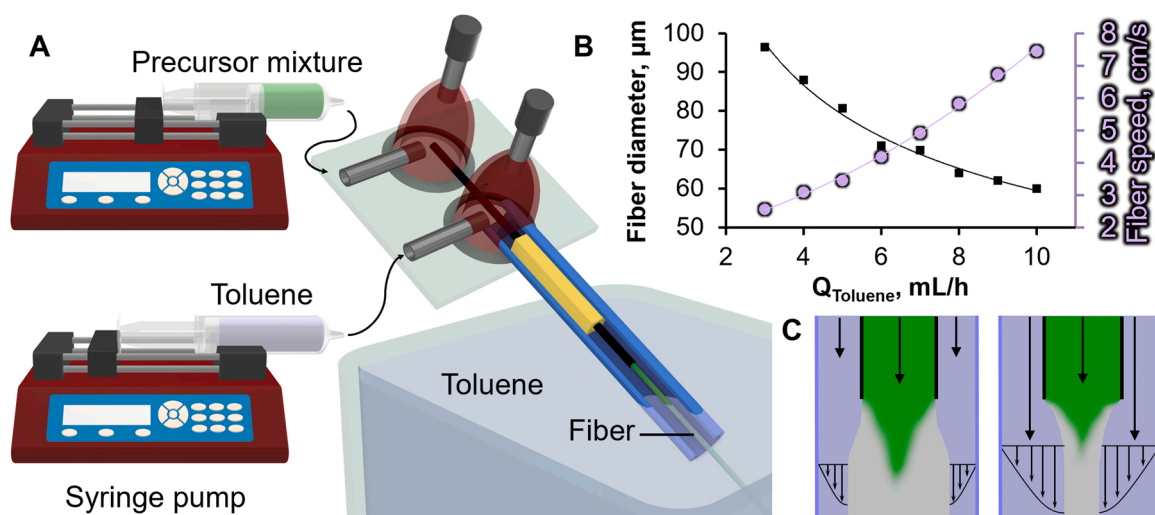 A
Precursor mixture
Toluene
Syringe pump
Toluene
Fiber
B
Fiber diameter, µm
100
90
80
70
60
50
2
4
6
8
10
Q_Toluene, mL/h
8
7
6
5
4
3
2
Fiber speed, cm/s
C